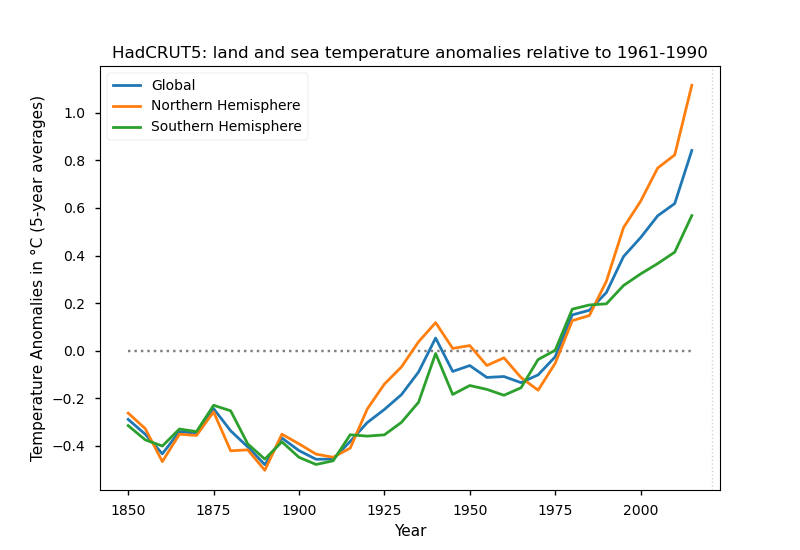 HadCRUT5: land and sea temperature anomalies relative to 1961-1990
Global
Northern Hemisphere
Southern Hemisphere
Temperature Anomalies in °C (5-year averages)
1.0
0.8
0.6
0.4
0.2
0.0
−0.2
−0.4
1850 1875 1900 1925 1950 1975 2000
Year